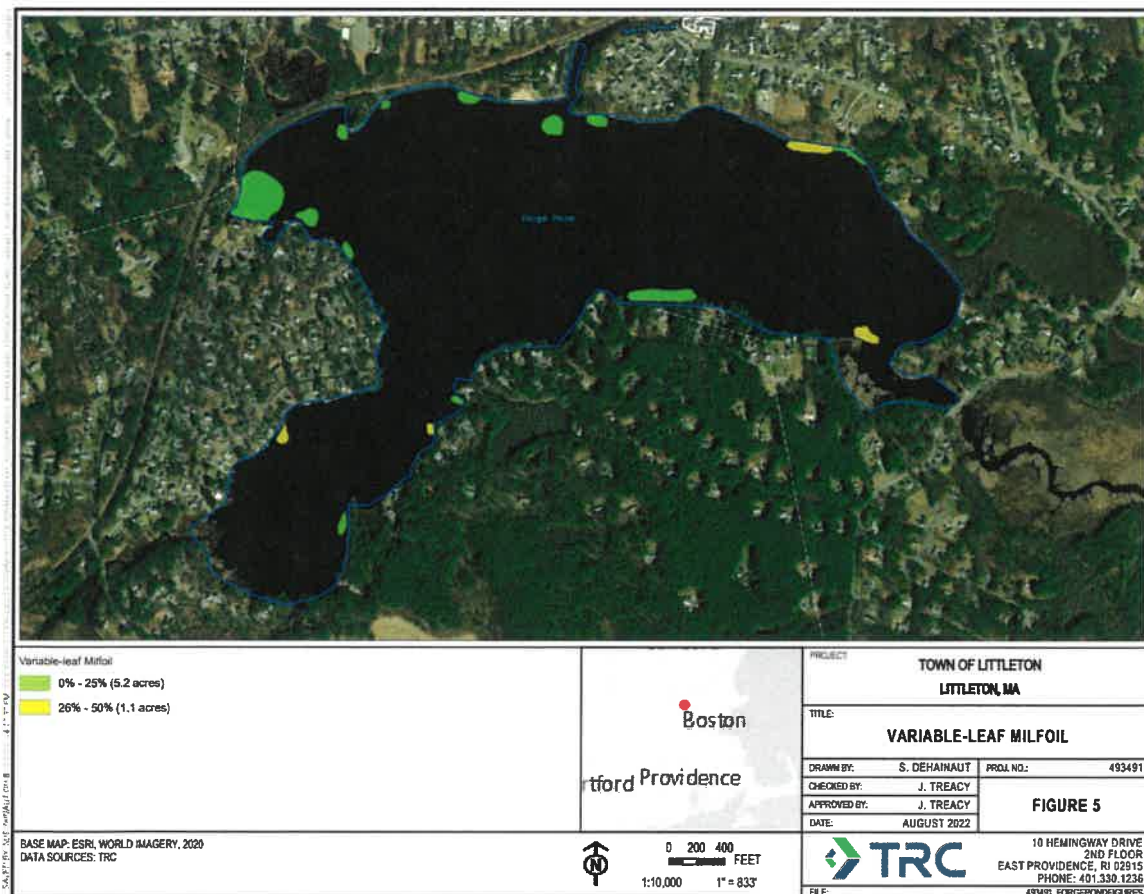 Forge Pond
Variable-leaf Milfoil
0% - 25% (5.2 acres)
26% - 50% (1.1 acres)
Boston
rtford Providence
PROJECT:
TOWN OF LITTLETON
LITTLETON, MA
TITLE:
VARIABLE-LEAF MILFOIL
DRAWN BY: S. DEHAINAUT PROJ. NO.: 493491
CHECKED BY: J. TREACY
APPROVED BY: J. TREACY
FIGURE 5
DATE: AUGUST 2022
BASE MAP: ESRI, WORLD IMAGERY, 2020
DATA SOURCES: TRC
N
0 200 400
FEET
1:10,000 1" = 833'
TRC
10 HEMINGWAY DRIVE
2ND FLOOR
EAST PROVIDENCE, RI 02915
PHONE: 401.330.1236
FILE: